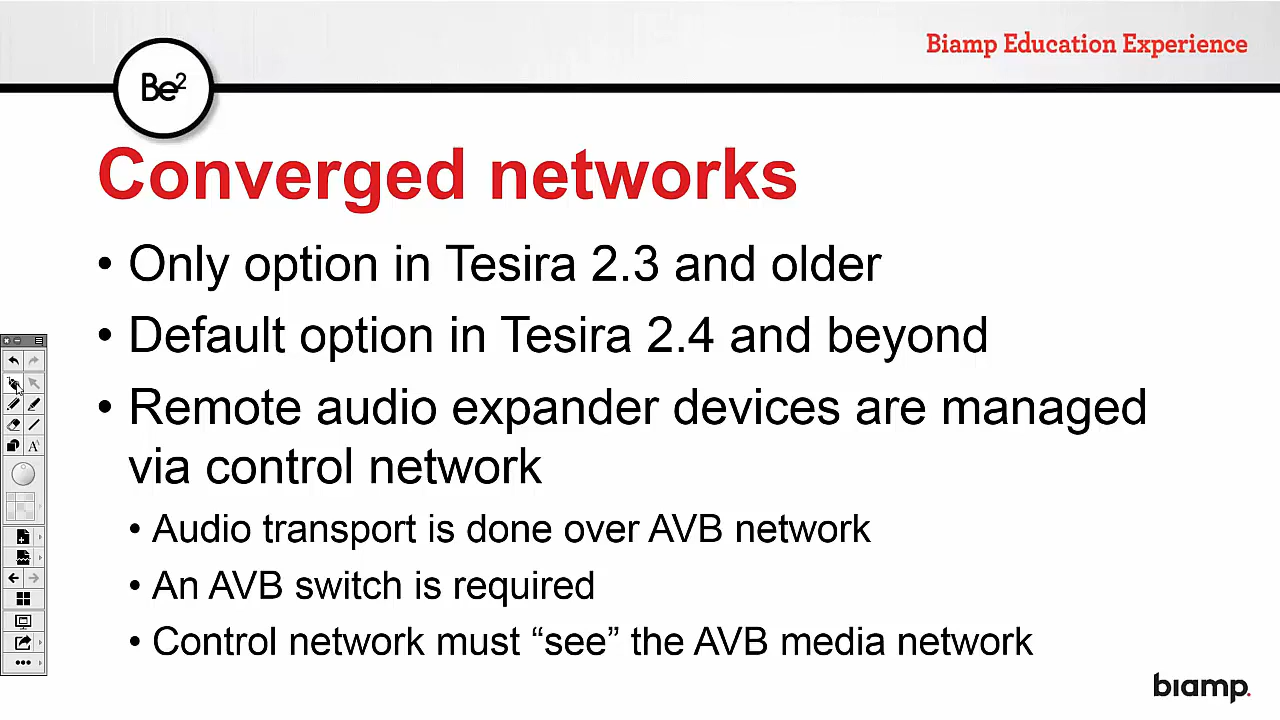 Biamp Education Experience
Be²
Converged networks
• Only option in Tesira 2.3 and older
• Default option in Tesira 2.4 and beyond
• Remote audio expander devices are managed
via control network
• Audio transport is done over AVB network
• An AVB switch is required
• Control network must “see” the AVB media network
A
biamp.